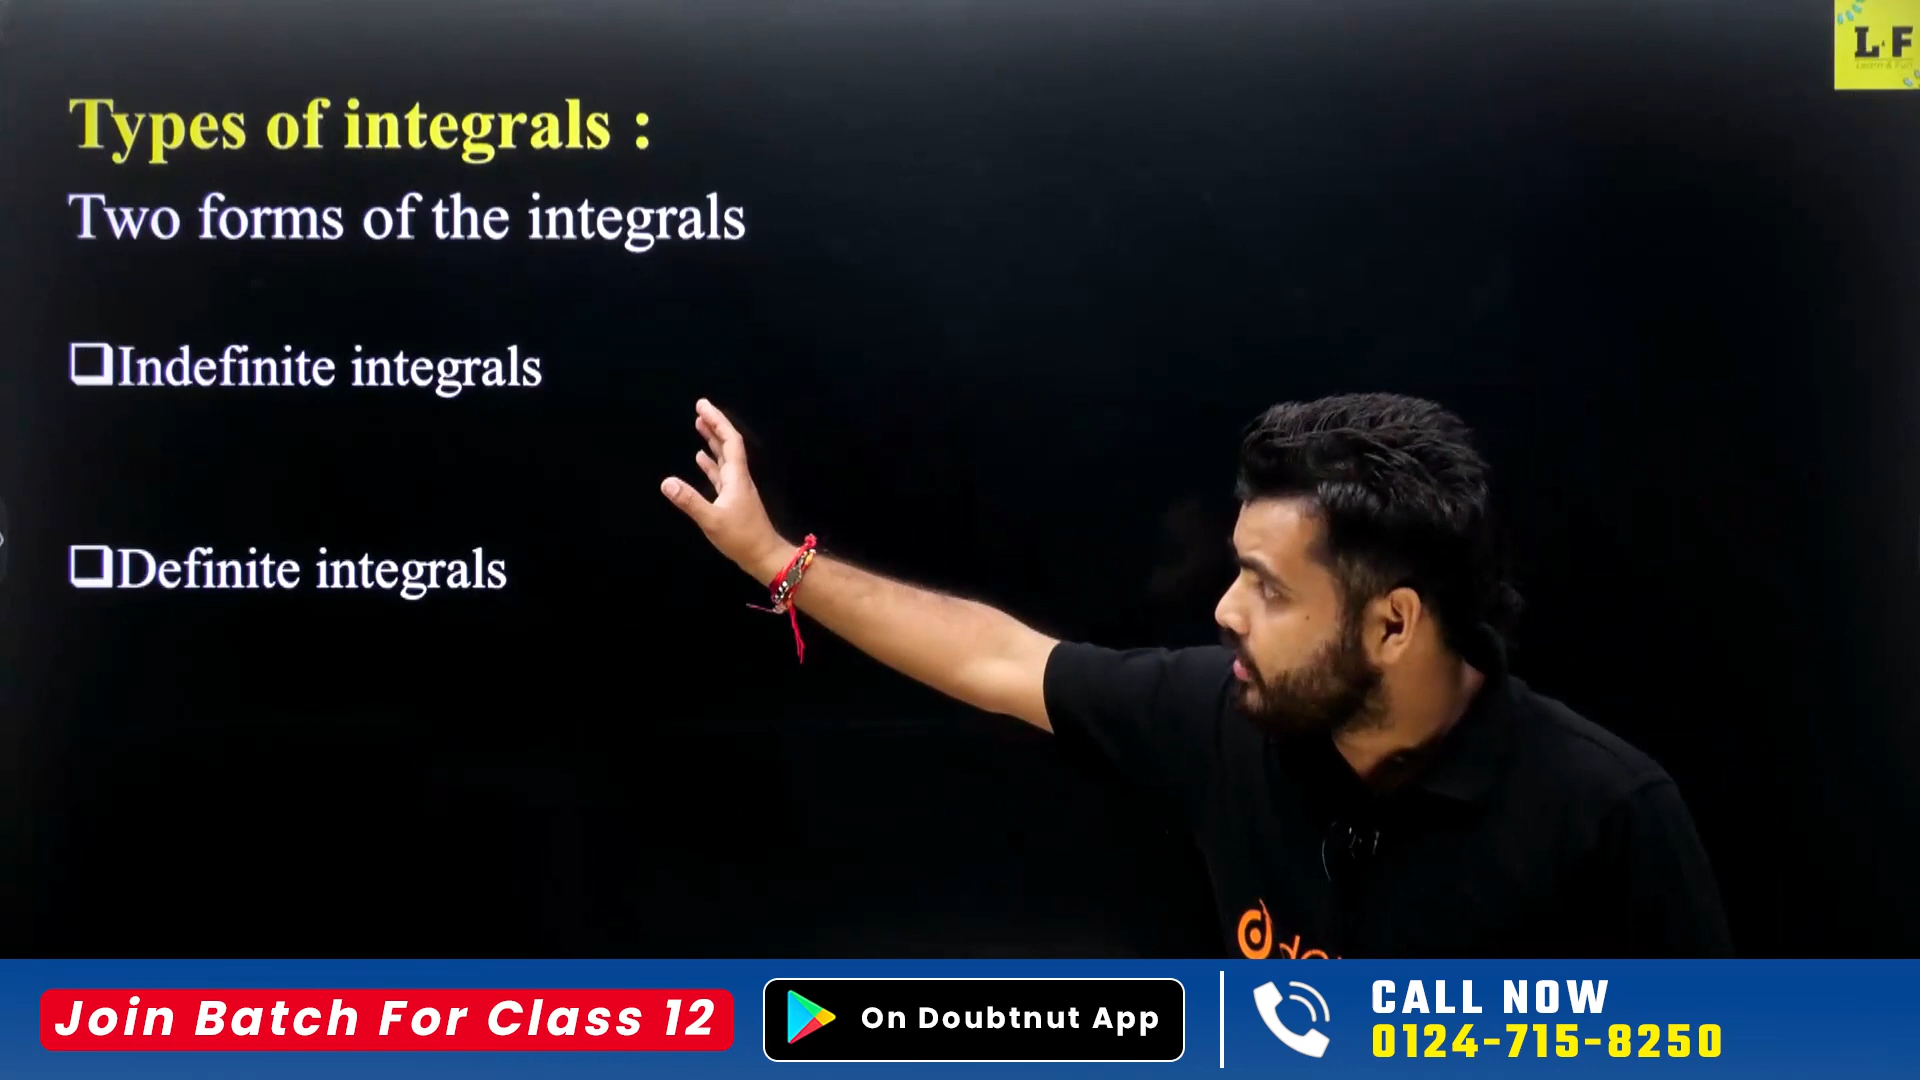 L&F
Types of integrals :
Two forms of the integrals
❑Indefinite integrals
❑Definite integrals
Join Batch For Class 12
On Doubtnut App
CALL NOW
0124-715-8250